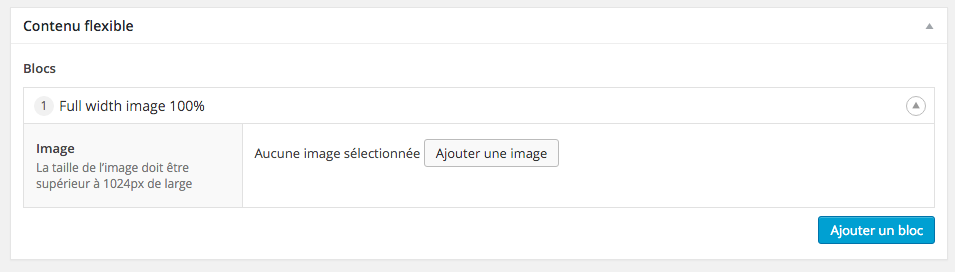 Contenu flexible
Blocs
1 Full width image 100%
Image
La taille de l'image doit être
supérieur à 1024px de large
Aucune image sélectionnée Ajouter une image
Ajouter un bloc